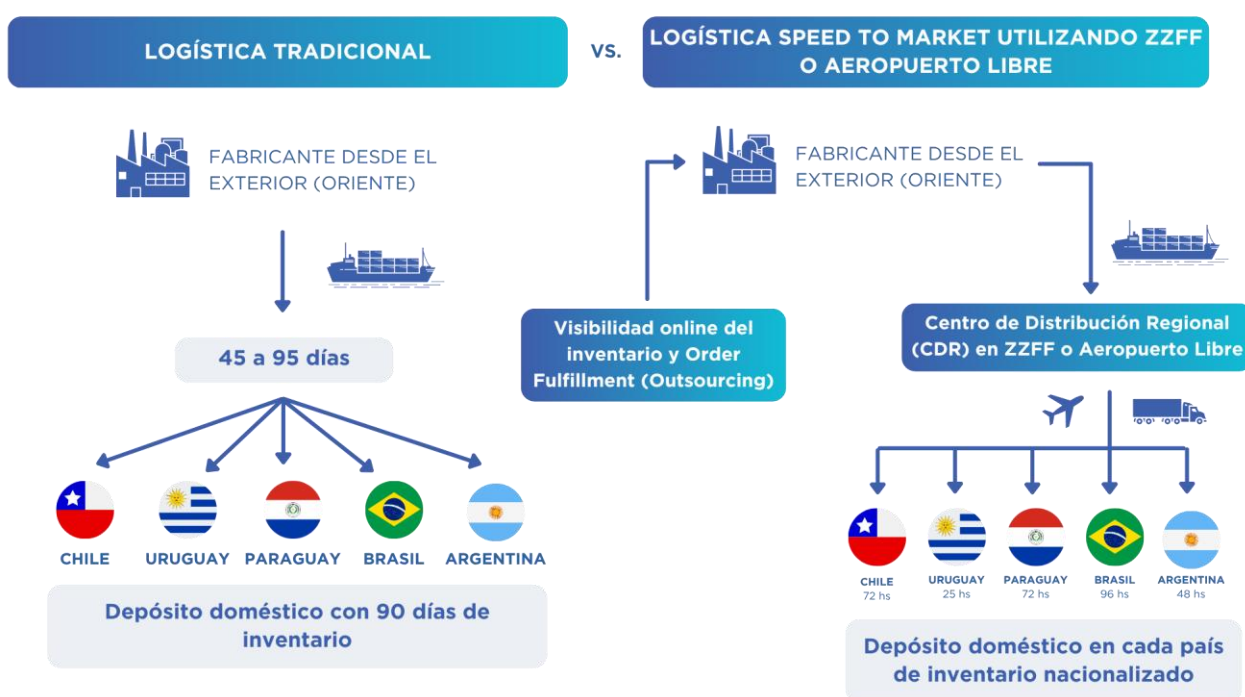 LOGÍSTICA TRADICIONAL
VS.
LOGÍSTICA SPEED TO MARKET UTILIZANDO ZZFF
O AEROPUERTO LIBRE
FABRICANTE DESDE EL
EXTERIOR (ORIENTE)
45 a 95 días
CHILE
URUGUAY
PARAGUAY
BRASIL
ARGENTINA
Depósito doméstico con 90 días de
inventario
FABRICANTE DESDE EL
EXTERIOR (ORIENTE)
Visibilidad online del
inventario y Order
Fulfillment (Outsourcing)
Centro de Distribución Regional
(CDR) en ZZFF o Aeropuerto Libre
CHILE
72 hs
URUGUAY
25 hs
PARAGUAY
72 hs
BRASIL
96 hs
ARGENTINA
48 hs
Depósito doméstico en cada país
de inventario nacionalizado